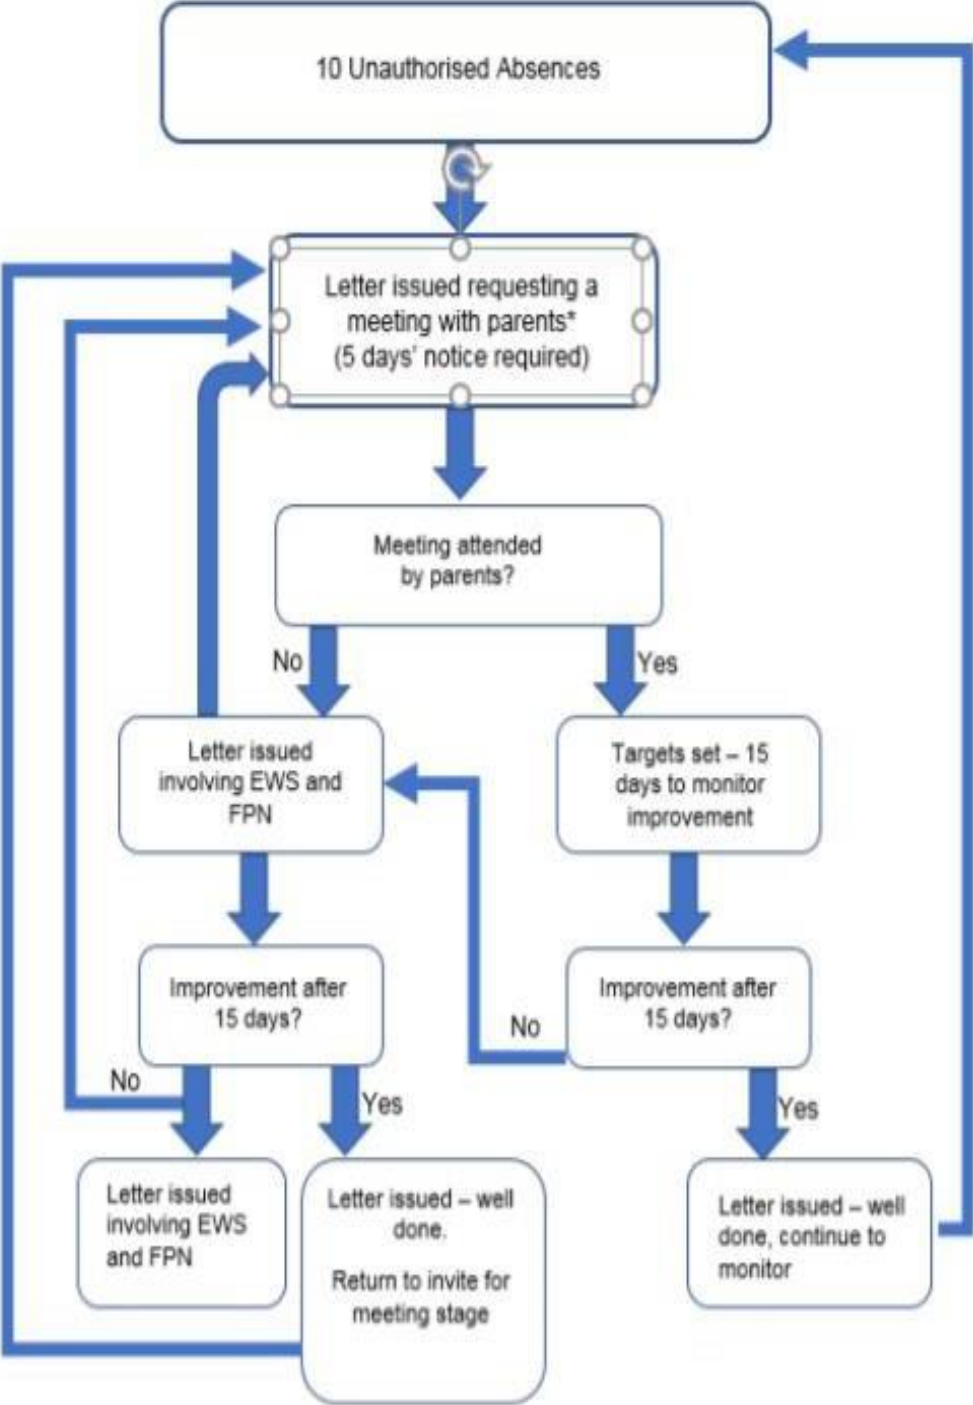 10 Unauthorised Absences
Letter issued requesting a
meeting with parents*
(5 days’ notice required)
Meeting attended
by parents?
No
Yes
Letter issued
involving EWS and
FPN
Targets set – 15
days to monitor
improvement
Improvement after
15 days?
No
Improvement after
15 days?
No
Yes
Yes
Letter issued
involving EWS
and FPN
Letter issued – well
done.
Return to invite for
meeting stage
Letter issued – well
done, continue to
monitor